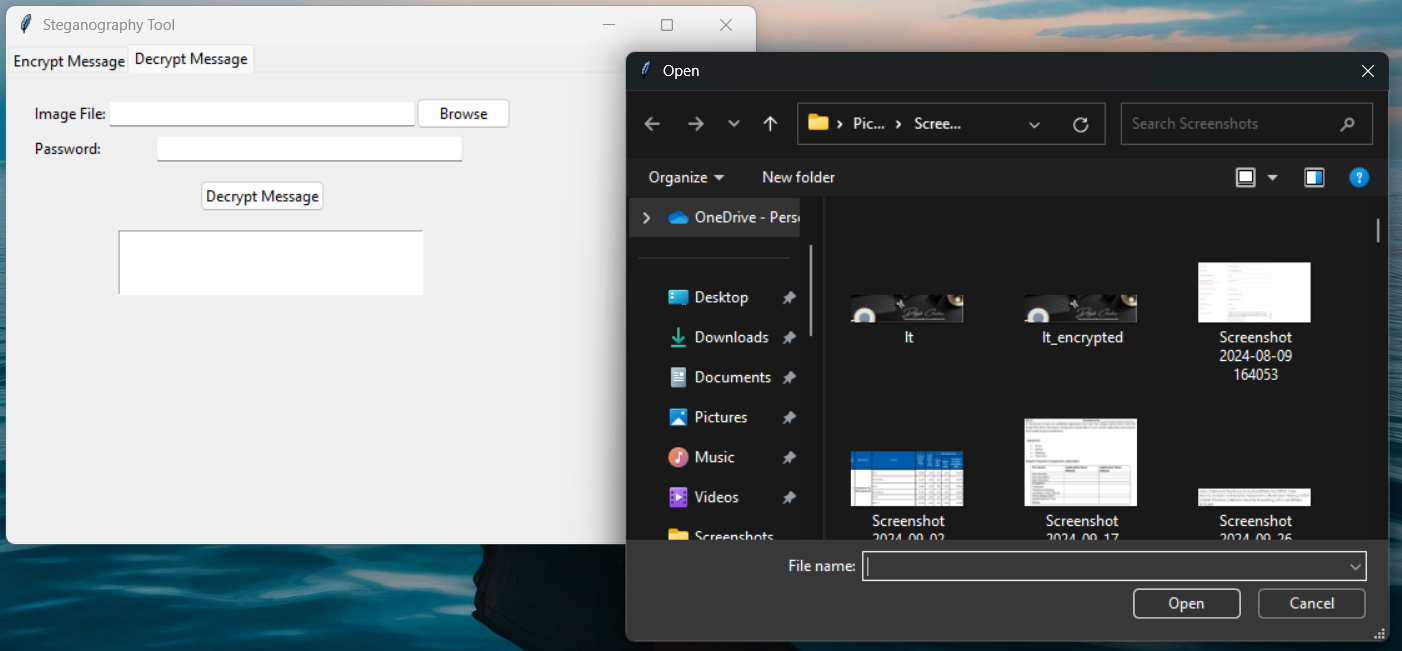 Steganography Tool
Encrypt Message
Decrypt Message
Image File:
Browse
Password:
Decrypt Message
Open
Pic...
Scree...
Search Screenshots
Organize
New folder
OneDrive - Pers
Desktop
Downloads
Documents
Pictures
Music
Videos
Screenshots
lt
lt_encrypted
Screenshot
2024-08-09
164053
Screenshot
2024-09-02
Screenshot
2024-09-17
Screenshot
2024-09-26
File name:
Open
Cancel